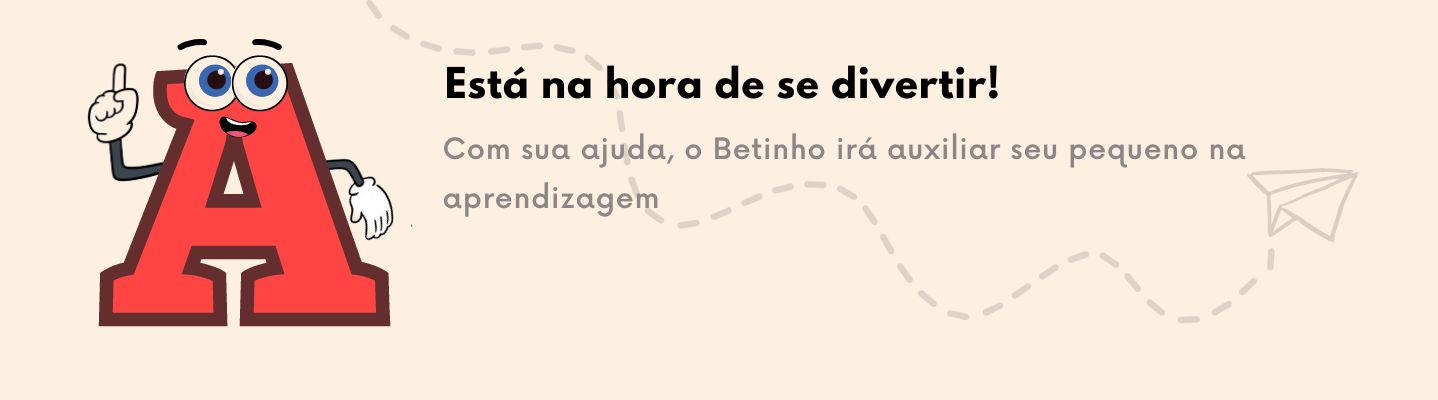 Está na hora de se divertir!
Com sua ajuda, o Betinho irá auxiliar seu pequeno na
aprendizagem